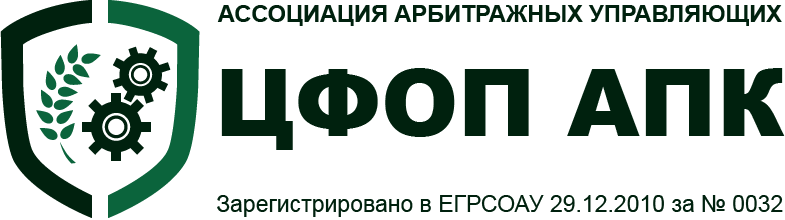 АССОЦИАЦИЯ АРБИТРАЖНЫХ УПРАВЛЯЮЩИХ
ЦФОП АПК
Зарегистрировано в ЕГРСОАУ 29.12.2010 за № 0032